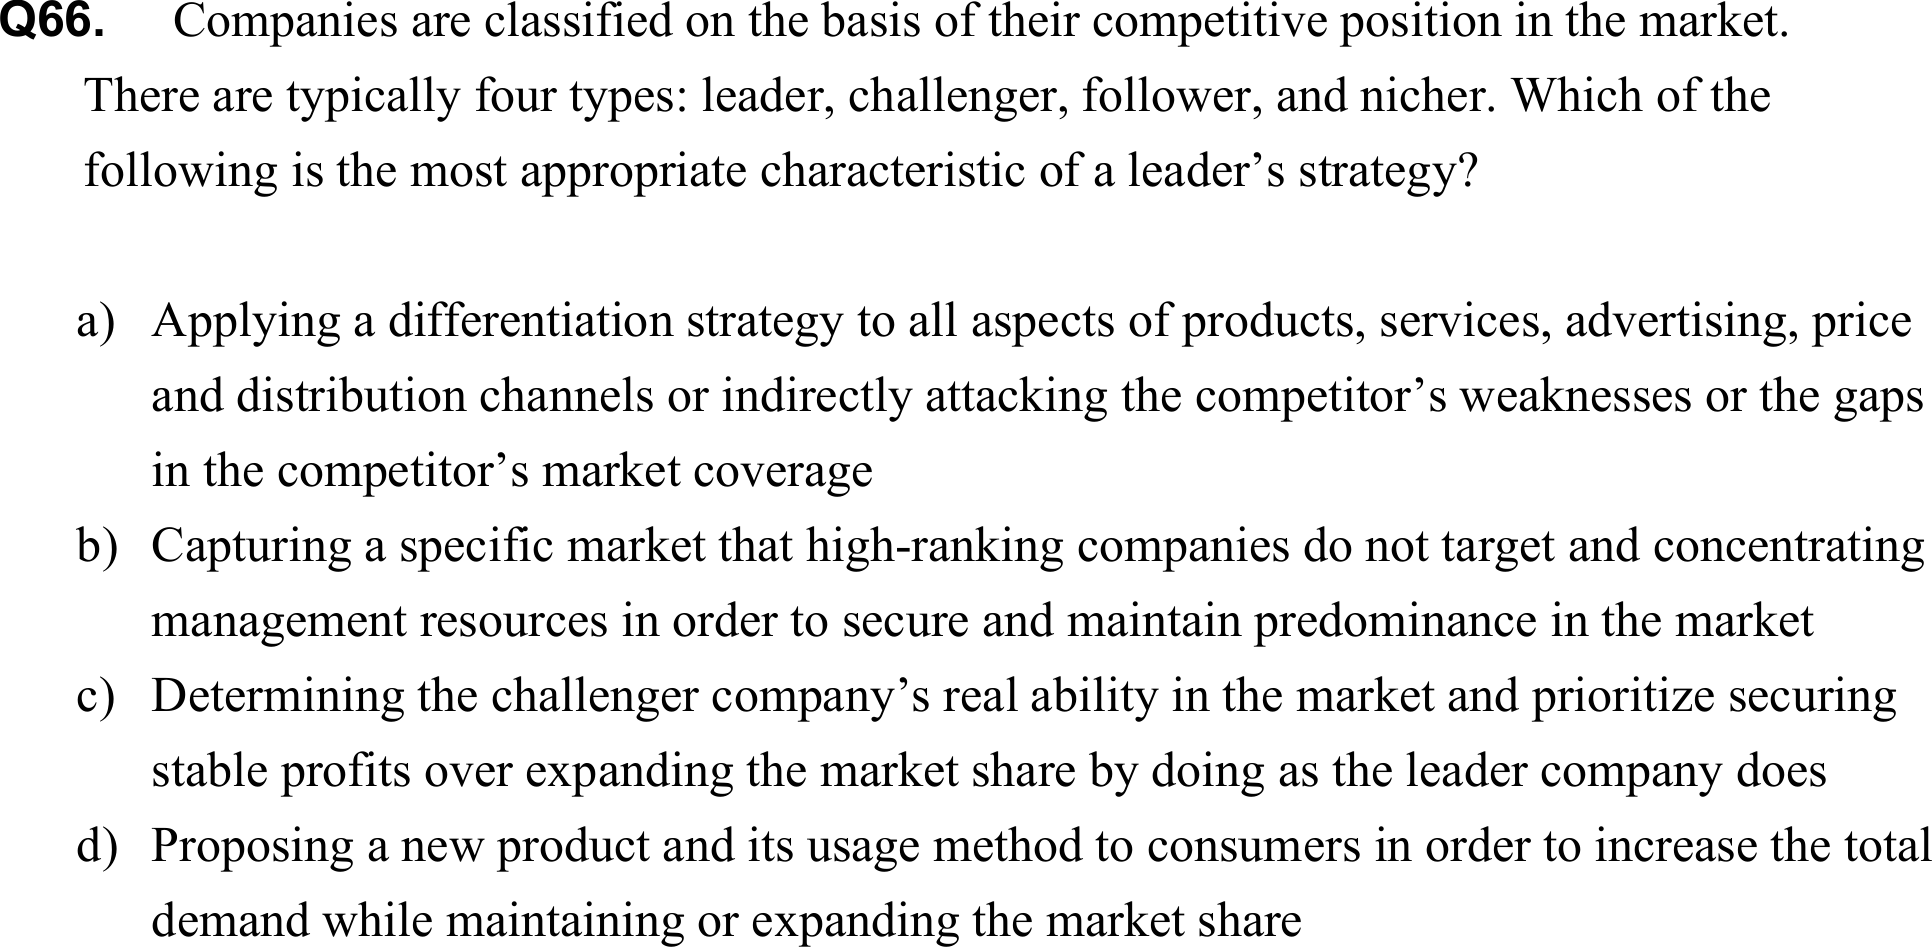 Q66. Companies are classified on the basis of their competitive position in the market.
There are typically four types: leader, challenger, follower, and nicher. Which of the
following is the most appropriate characteristic of a leader’s strategy?
a) Applying a differentiation strategy to all aspects of products, services, advertising, price
and distribution channels or indirectly attacking the competitor’s weaknesses or the gaps
in the competitor’s market coverage
b) Capturing a specific market that high-ranking companies do not target and concentrating
management resources in order to secure and maintain predominance in the market
c) Determining the challenger company’s real ability in the market and prioritize securing
stable profits over expanding the market share by doing as the leader company does
d) Proposing a new product and its usage method to consumers in order to increase the total
demand while maintaining or expanding the market share